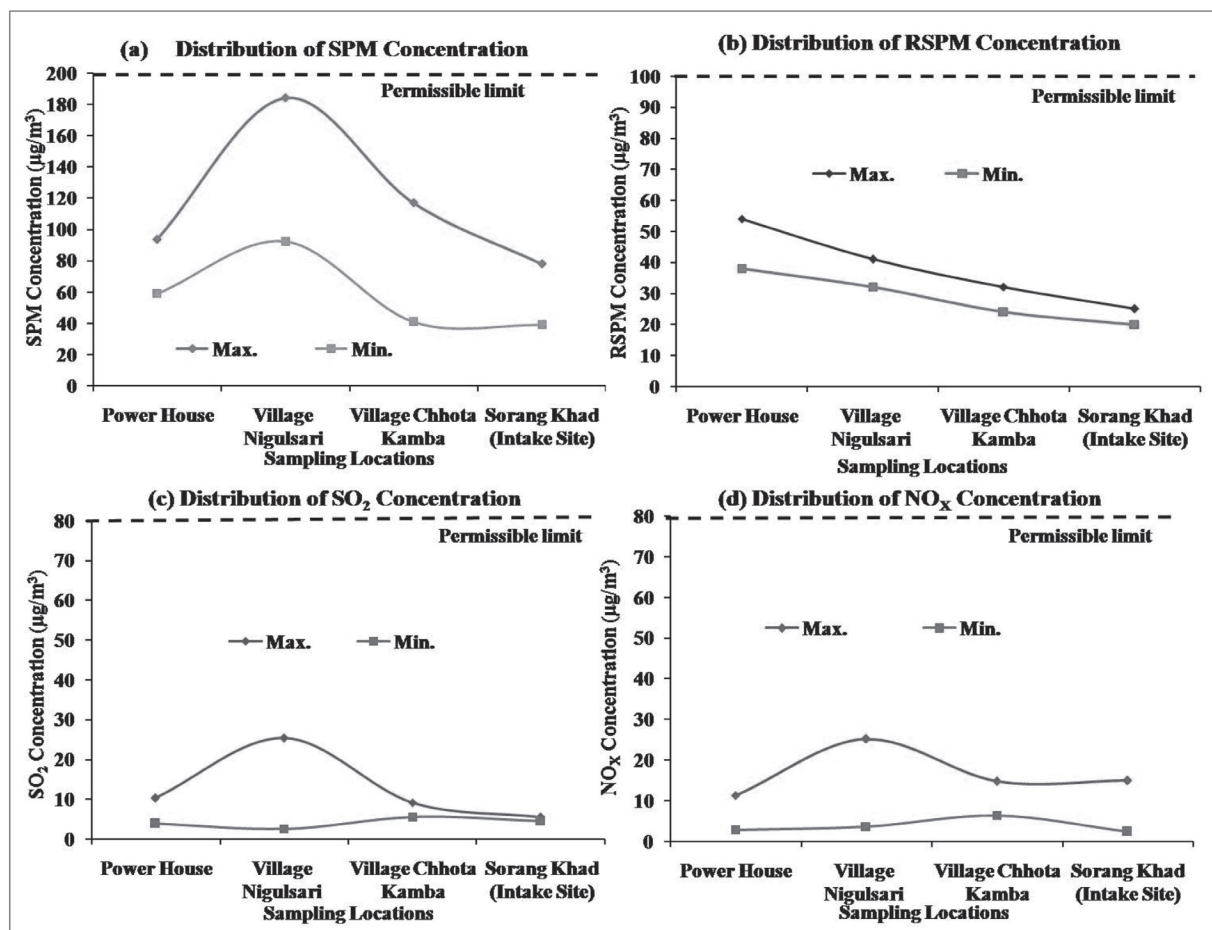 (a) Distribution of SPM Concentration
200
180
160
140
120
100
80
60
40
20
0
SPM Concentration (µg/m³)
Permissible limit
Max.
Min.
Power House
Village Nigulsari
Village Chhota Kamba
Sorang Khad (Intake Site)
Sampling Locations
(b) Distribution of RSPM Concentration
100
90
80
70
60
50
40
30
20
10
0
RSPM Concentration (µg/m³)
Permissible limit
Max.
Min.
Power House
Village Nigulsari
Village Chhota Kamba
Sorang Khad (Intake Site)
Sampling Locations
(c) Distribution of SO₂ Concentration
80
70
60
50
40
30
20
10
0
SO₂ Concentration (µg/m³)
Permissible limit
Max.
Min.
Power House
Village Nigulsari
Village Chhota Kamba
Sorang Khad (Intake Site)
Sampling Locations
(d) Distribution of NOX Concentration
80
70
60
50
40
30
20
10
0
NOX Concentration (µg/m³)
Permissible limit
Max.
Min.
Power House
Village Nigulsari
Village Chhota Kamba
Sorang Khad (Intake Site)
Sampling Locations